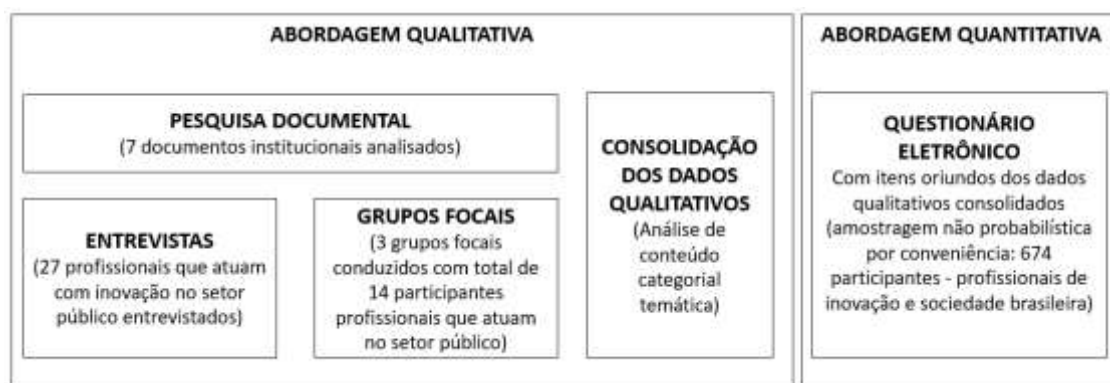 ABORDAGEM QUALITATIVA
PESQUISA DOCUMENTAL
(7 documentos institucionais analisados)
ENTREVISTAS
(27 profissionais que atuam
com inovação no setor
público entrevistados)
GRUPOS FOCAIS
(3 grupos focais
conduzidos com total de
14 participantes
profissionais que atuam
no setor público)
CONSOLIDAÇÃO
DOS DADOS
QUALITATIVOS
(Análise de
conteúdo
categorial
temática)
ABORDAGEM QUANTITATIVA
QUESTIONÁRIO
ELETRÔNICO
Com itens oriundos dos dados
qualitativos consolidados
(amostragem não probabilística
por conveniência: 674
participantes - profissionais de
inovação e sociedade brasileira)